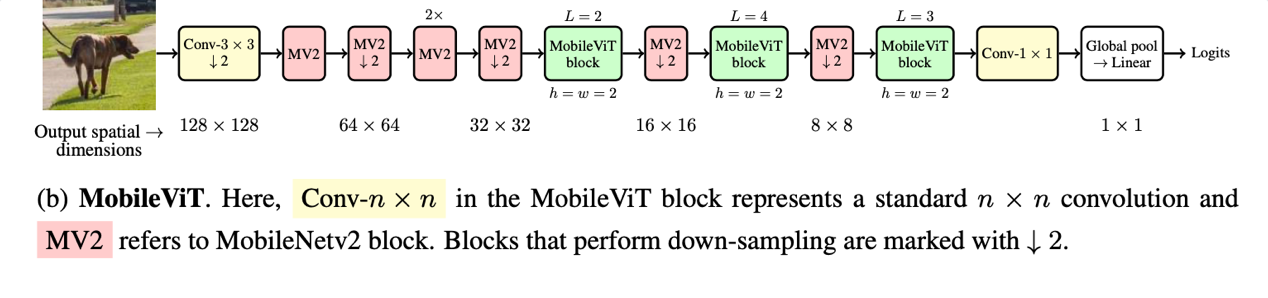 2×
L = 2
L = 4
L = 3
Conv-3 × 3
↓ 2
MV2
MV2
↓ 2
MV2
MV2
↓ 2
MobileViT
block
MV2
↓ 2
MobileViT
block
MV2
↓ 2
MobileViT
block
Conv-1 × 1
Global pool
→ Linear
Logits
h = w = 2
h = w = 2
h = w = 2
Output spatial →
dimensions
128 × 128
64 × 64
32 × 32
16 × 16
8 × 8
1 × 1
(b) MobileViT. Here, Conv-n × n in the MobileViT block represents a standard n × n convolution and
MV2 refers to MobileNetv2 block. Blocks that perform down-sampling are marked with ↓ 2.